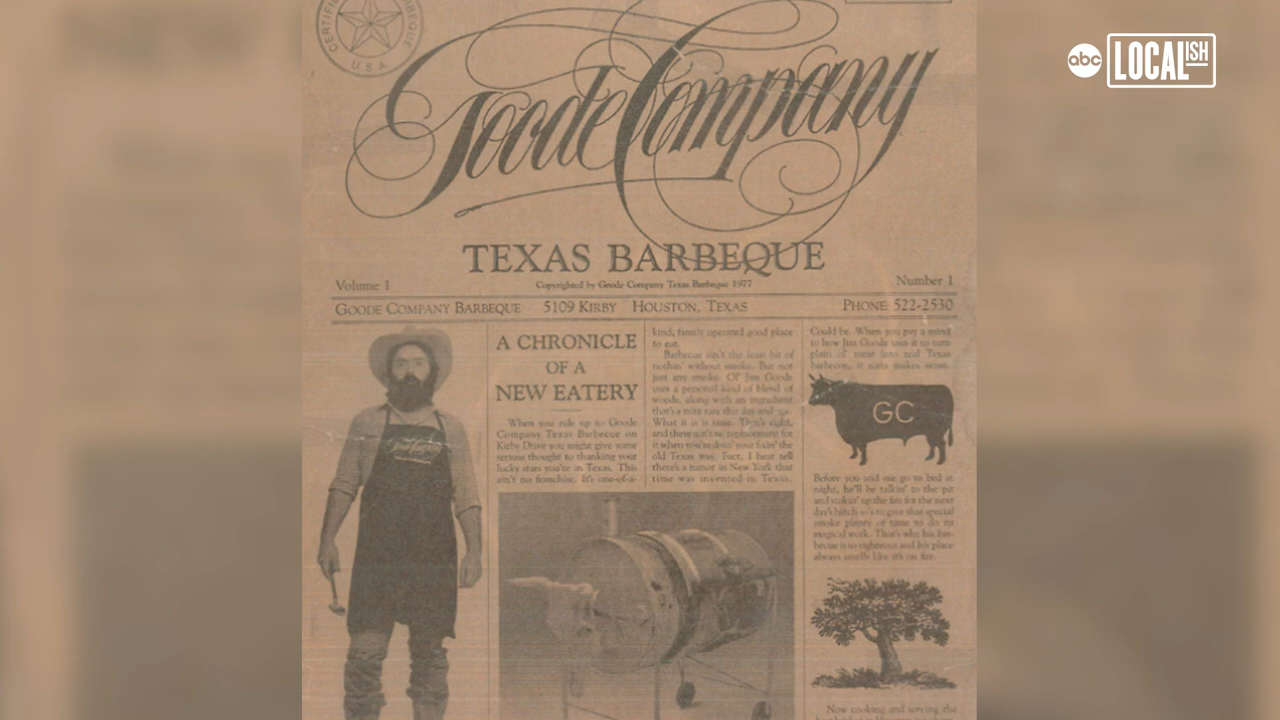 CERTIFIED
BARBEQUE
U.S.A.
abc
LOCALISH
Goode Company
TEXAS BARBEQUE
Volume 1
Copyrighted by Goode Company Texas Barbeque 1977
Number 1
GOODE COMPANY BARBEQUE 5109 KIRBY HOUSTON, TEXAS PHONE: 522-2530
A CHRONICLE
OF A
NEW EATERY
When you ride up to Goode
Company Texas Barbecue on
Kirby Drive you might give some
serious thought to thanking your
lucky stars you're in Texas. This
ain't no franchise. It's one-of-a-
kind, family operated good place
to eat.
Barbecue ain't the least bit of
nothin' without smoke. But not
just any smoke. Ol' Jim Goode
uses a personal kind of blend of
woods, along with an ingredient
that's a mite rare this day and age.
What it is is time. That's right,
and there isn't no replacement for
it when you're doin' your fixin' the
old Texas way. Fact, I hear tell
there's a rumor in New York that
time was invented in Texas.
Could be. When you pay a mind
to how Jim Goode uses it to turn
plain ol' meat into real Texas
barbecue, it sorta makes sense.
GC
Before you and me go to bed at
night, he'll be talkin' to the pit
and stokin' up the fire for the next
day's batch so's to give that special
smoke plenty of time to do its
magical work. That's why his bar-
becue is so righteous and his place
always smells like it's on fire.
Now cooking and serving the